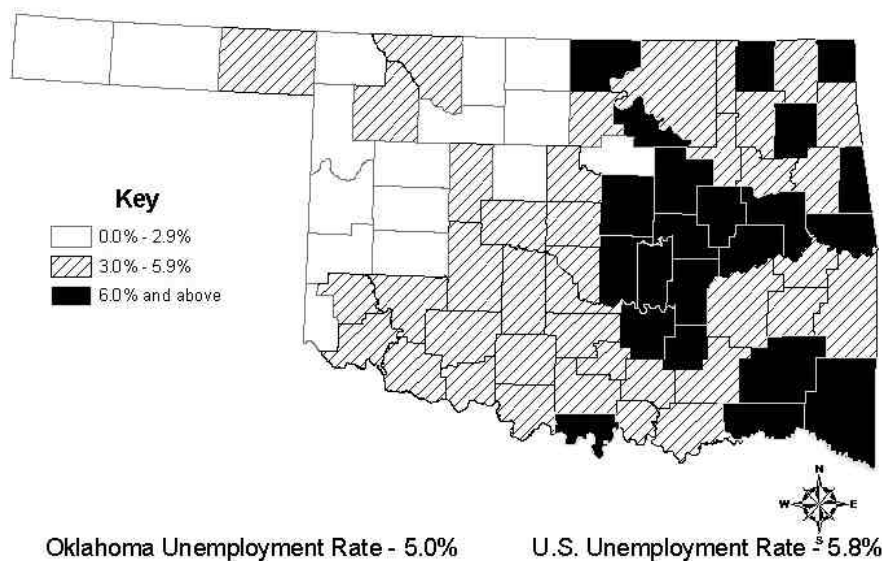 Key
0.0% - 2.9%
3.0% - 5.9%
6.0% and above
N
W E
S
Oklahoma Unemployment Rate - 5.0%
U.S. Unemployment Rate - 5.8%